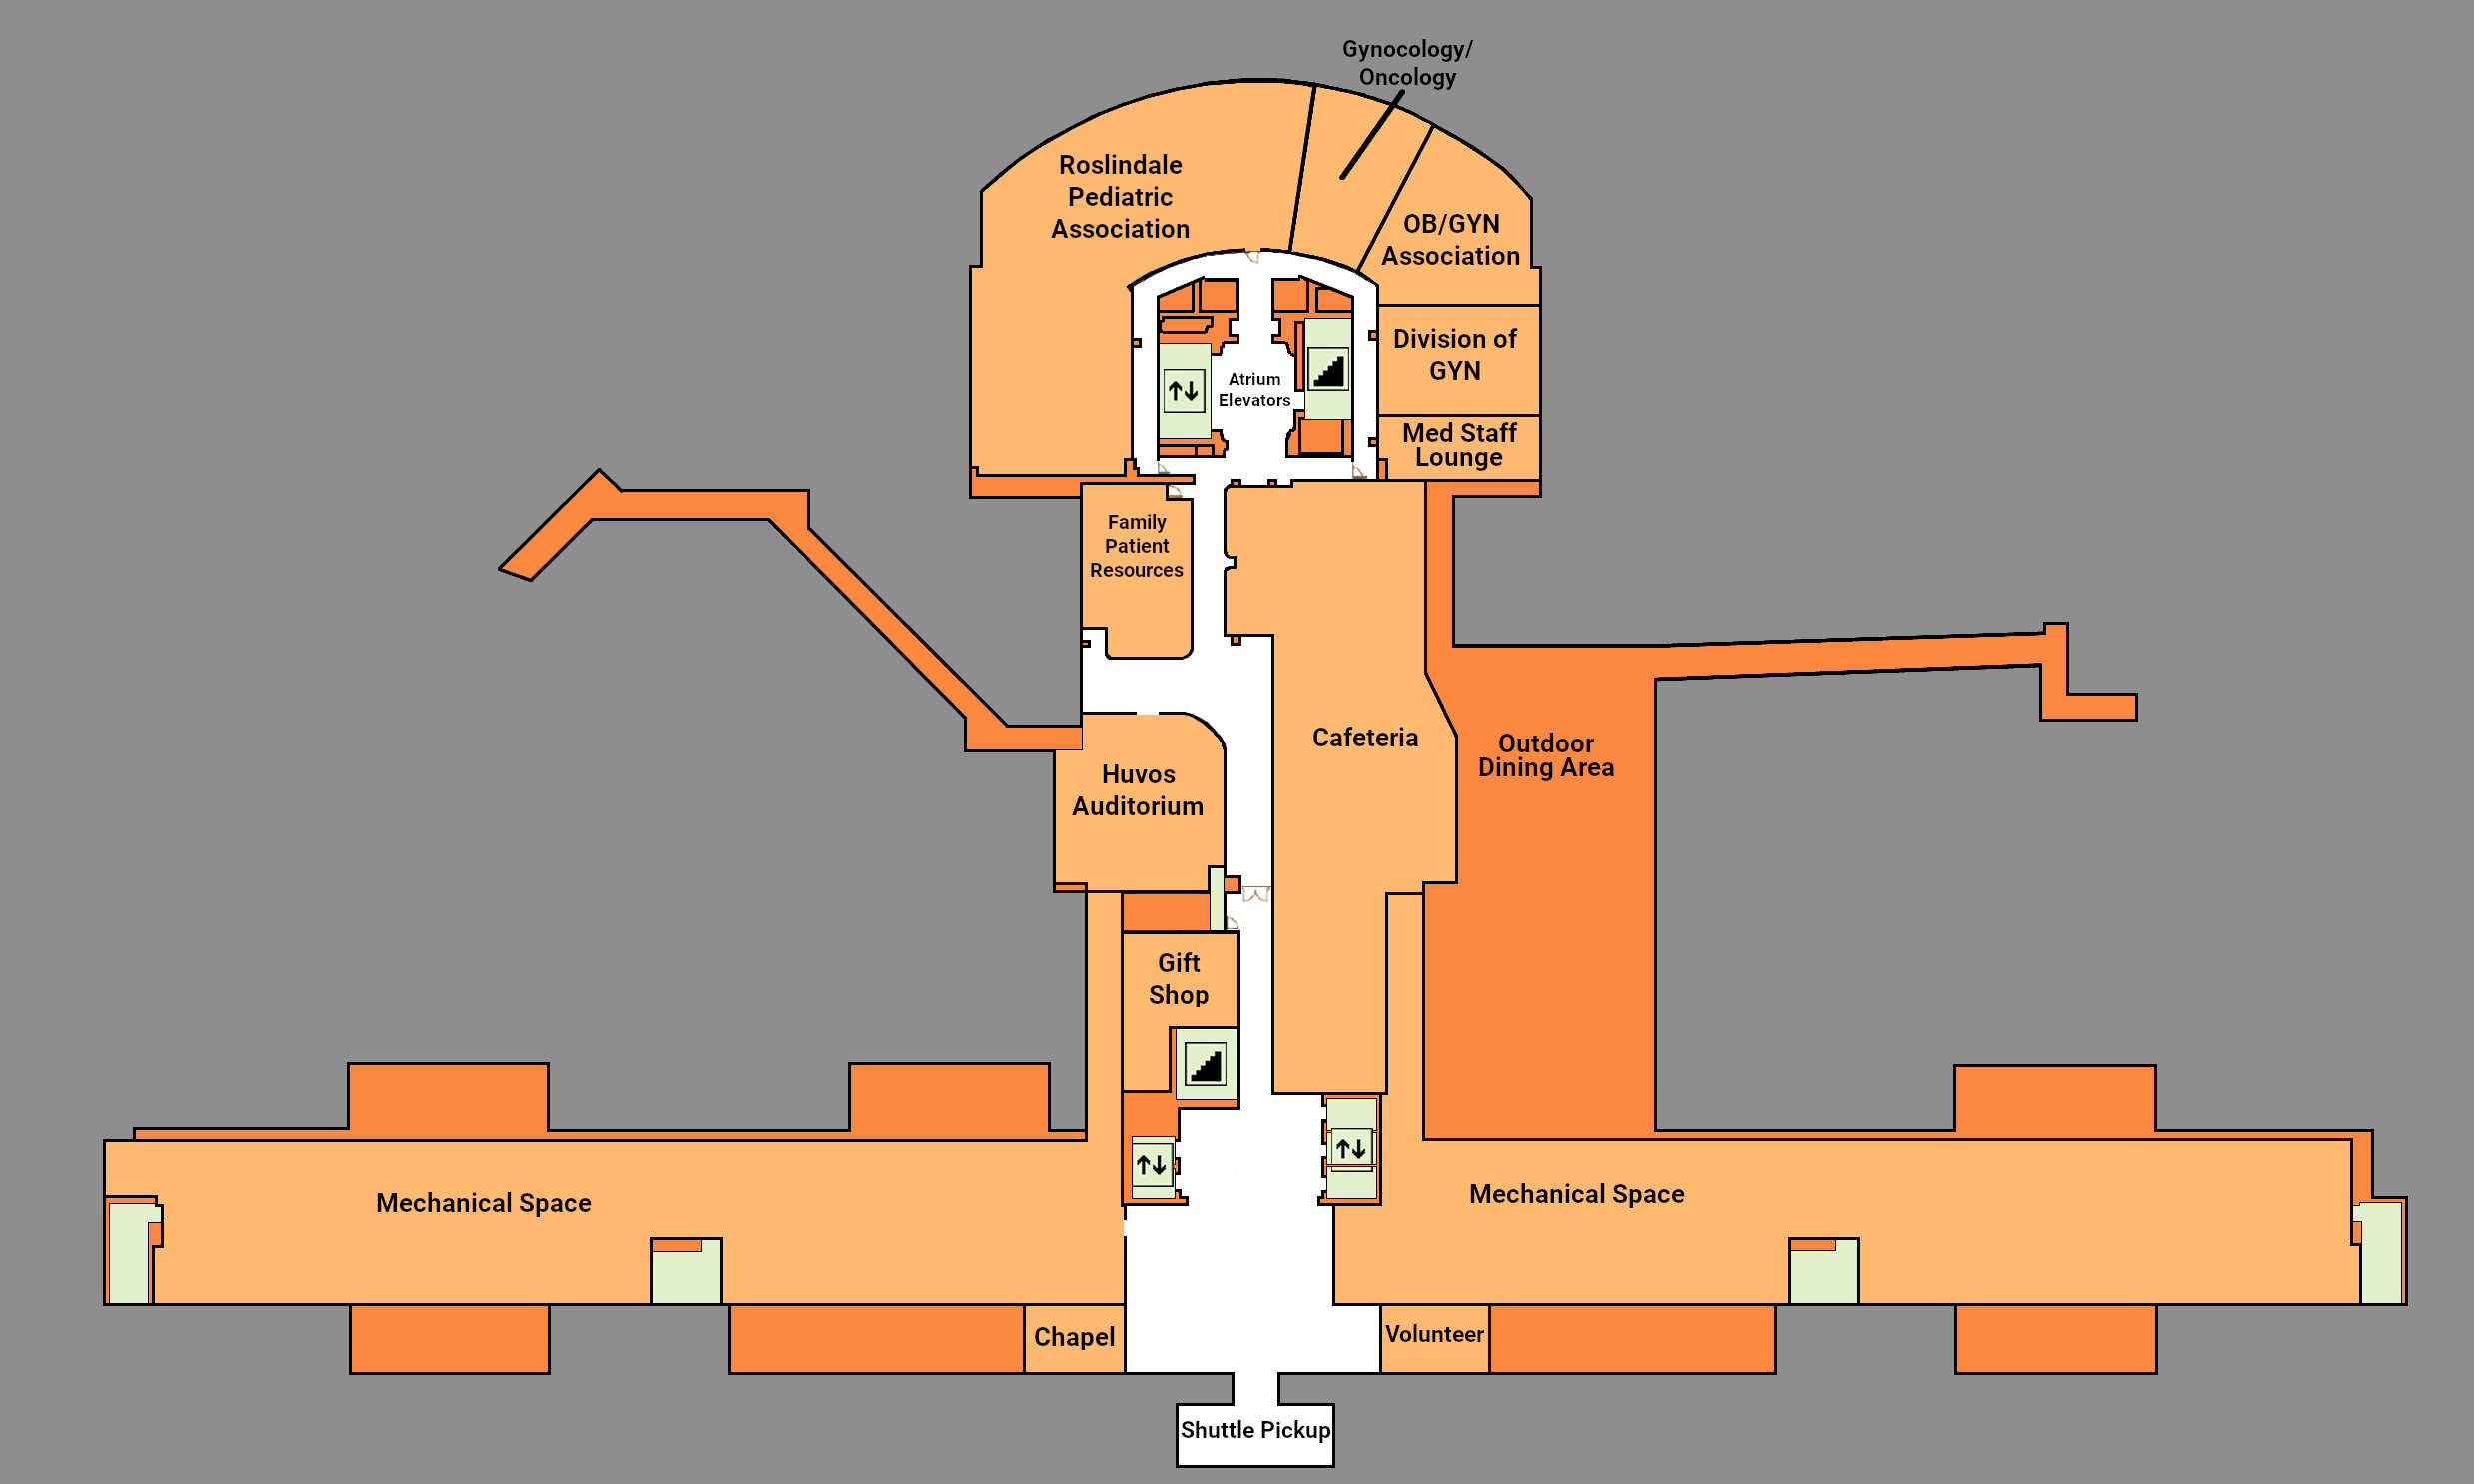 Gynocology/
Oncology
Roslindale
Pediatric
Association
OB/GYN
Association
Division of
GYN
Atrium
Elevators
Med Staff
Lounge
Family
Patient
Resources
Cafeteria
Outdoor
Dining Area
Huvos
Auditorium
Gift
Shop
Mechanical Space
Mechanical Space
Chapel
Volunteer
Shuttle Pickup